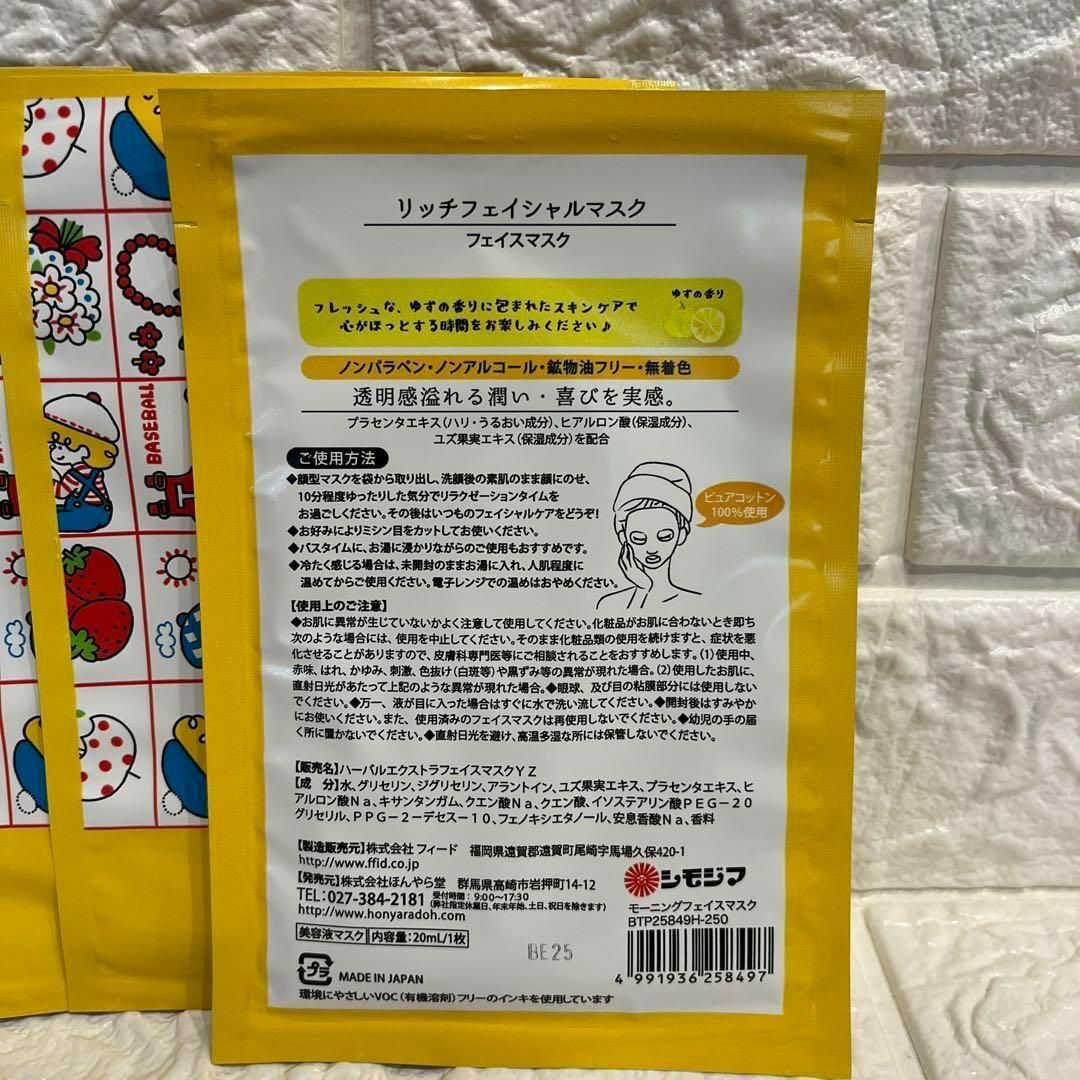 BASEBALL
リッチフェイシャルマスク
フェイスマスク
ゆずの香り
フレッシュな、ゆずの香りに包まれたスキンケアで
心がほっとする時間をお楽しみください♪
ノンパラペン・ノンアルコール・鉱物油フリー・無着色
透明感溢れる潤い・喜びを実感。
プラセンタエキス(ハリ・うるおい成分)、ヒアルロン酸(保湿成分)、
ユズ果実エキス(保湿成分)を配合
ご使用方法
◆顔型マスクを袋から取り出し、洗顔後の素肌のまま顔にのせ、
10分程度ゆったりした気分でリラクゼーションタイムを
お過ごしください。その後はいつものフェイシャルケアをどうぞ!
◆お好みによりミシン目をカットしてお使いください。
◆バスタイムに、お湯に浸かりながらのご使用もおすすめです。
◆冷たく感じる場合は、未開封のままお湯に入れ、人肌程度に
温めてからご使用ください。電子レンジでの温めはおやめください。
ピュアコットン
100%使用
【使用上のご注意】
◆お肌に異常が生じていないかよく注意して使用してください。化粧品がお肌に合わないとき即ち
次のような場合には、使用を中止してください。そのまま化粧品類の使用を続けますと、症状を悪
化させることがありますので、皮膚科専門医等にご相談されることをおすすめします。(1)使用中、
赤味、はれ、かゆみ、刺激、色抜け(白斑等)や黒ずみ等の異常が現れた場合。(2)使用したお肌に、
直射日光があたって上記のような異常が現れた場合。◆眼球、及び目の粘膜部分には使用しない
でください。◆万一、液が目に入った場合はすぐに水で洗い流してください。◆開封後はすみやか
にお使いください。また、使用済みのフェイスマスクは再使用しないでください。◆幼児の手の届
く所に置かないでください。◆直射日光を避け、高温多湿な所には保管しないでください。
【販売名】ハーバルエクストラフェイスマスクＹＺ
【成 分】水、グリセリン、ジグリセリン、アラントイン、ユズ果実エキス、プラセンタエキス、ヒ
アルロン酸Ｎａ、キサンタンガム、クエン酸Ｎａ、クエン酸、イソステアリン酸ＰＥＧ－２０
グリセリル、ＰＰＧ－２－デセス－１０、フェノキシエタノール、安息香酸Ｎａ、香料
【製造販売元】株式会社 フィード 福岡県遠賀郡遠賀町尾崎字馬場久保420-1
http://www.ffid.co.jp
【発売元】株式会社ほんやら堂 群馬県高崎市岩押町14-12
TEL:027-384-2181 受付時間：9:00〜17:30
(弊社指定休業日、年末年始、土日、祝日を除きます)
http://www.honyaradoh.com
美容液マスク 内容量:20mL/1枚
シモジマ
モーニングフェイスマスク
BTP25849H-250
4 991936 258497
BE25
プラ
MADE IN JAPAN
環境にやさしいVOC(有機溶剤)フリーのインキを使用しています